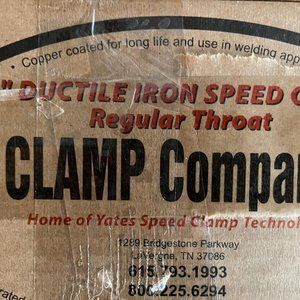 • Copper coated for long life and use in welding app
" DUCTILE IRON SPEED C
Regular Throat
CLAMP Compa
Home of Yates Speed Clamp Technol
1289 Bridgestone Parkway
LaVergne, TN 37086
615.793.1993
800.225.6294